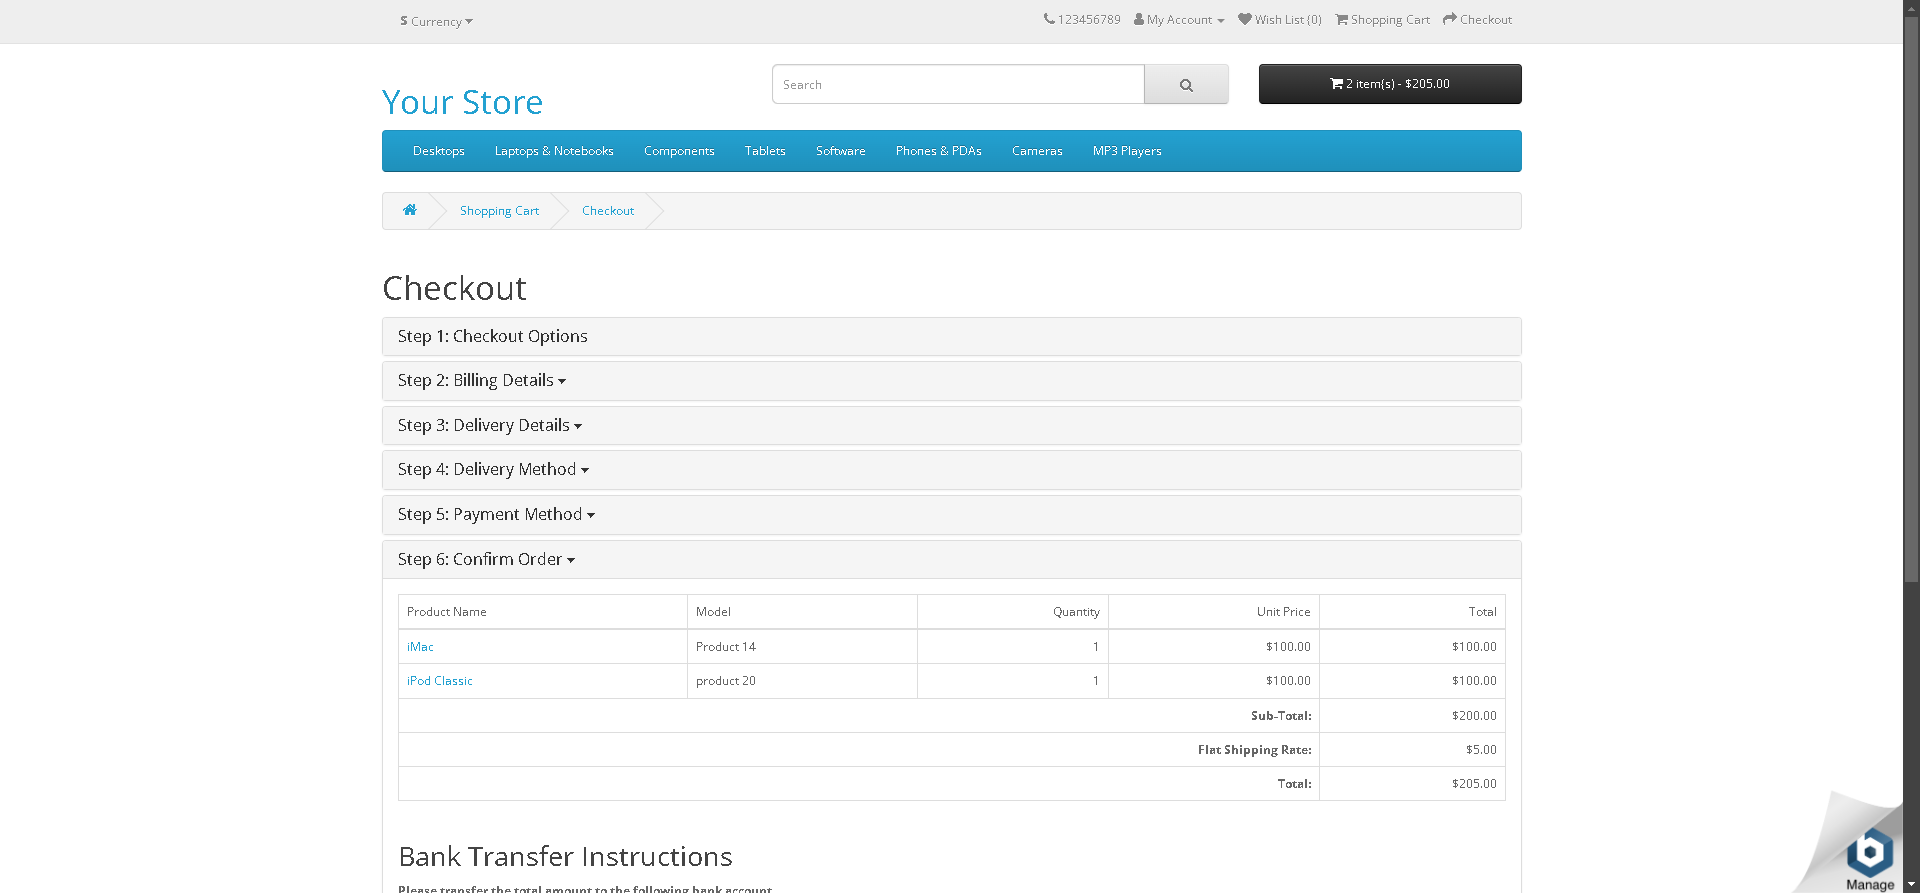 $ Currency
123456789 My Account Wish List (0) Shopping Cart Checkout
Your Store
Search
2 item(s) - $205.00
Desktops Laptops & Notebooks Components Tablets Software Phones & PDAs Cameras MP3 Players
Shopping Cart Checkout
Checkout
Step 1: Checkout Options
Step 2: Billing Details
Step 3: Delivery Details
Step 4: Delivery Method
Step 5: Payment Method
Step 6: Confirm Order
Product Name Model Quantity Unit Price Total
iMac Product 14 1 $100.00 $100.00
iPod Classic product 20 1 $100.00 $100.00
Sub-Total: $200.00
Flat Shipping Rate: $5.00
Total: $205.00
Bank Transfer Instructions
Please transfer the total amount to the following bank account.
Manage